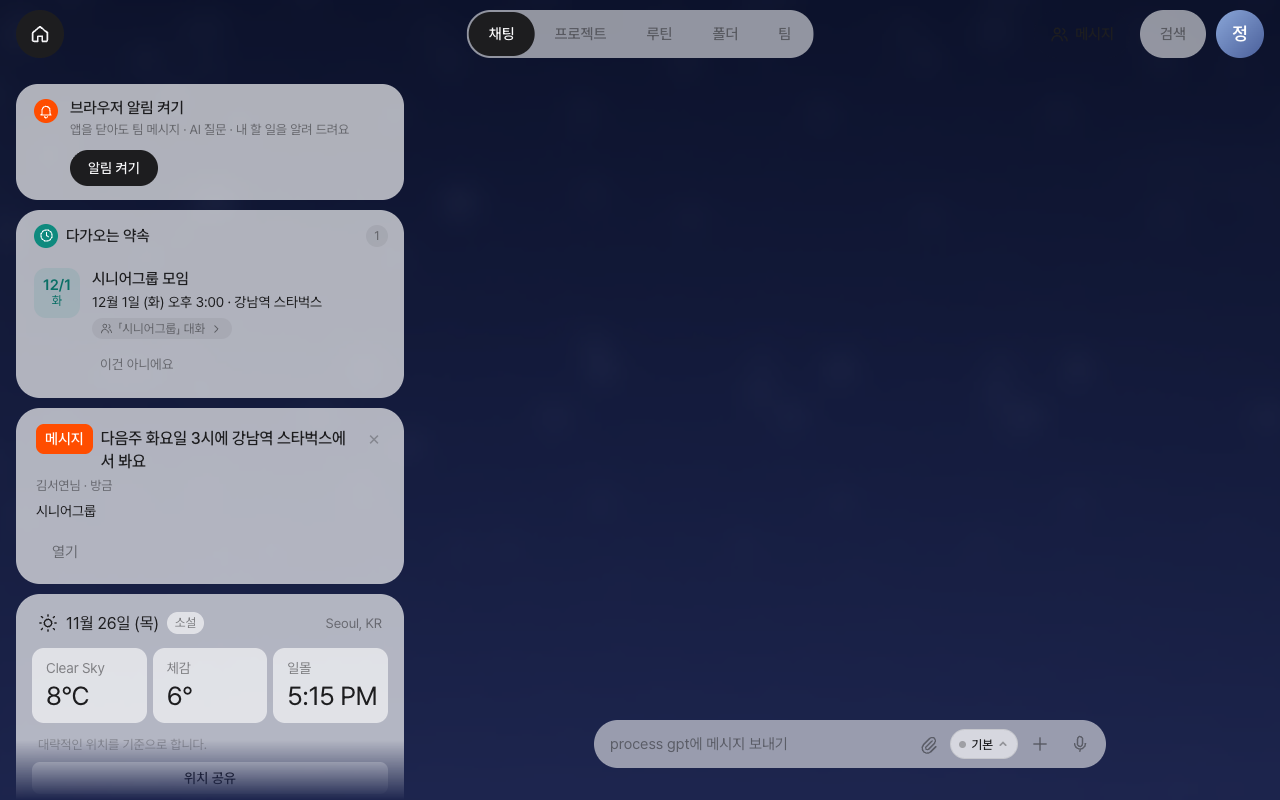 채팅
프로젝트
루틴
폴더
팀
메시지
검색
정
브라우저 알림 켜기
앱을 닫아도 팀 메시지 · AI 질문 · 내 할 일을 알려 드려요
알림 켜기
다가오는 약속
1
12/1
화
시니어그룹 모임
12월 1일 (화) 오후 3:00 · 강남역 스타벅스
「시니어그룹」 대화
이건 아니에요
메시지
다음주 화요일 3시에 강남역 스타벅스에
서 봐요
김서연님 · 방금
시니어그룹
열기
11월 26일 (목)
소설
Seoul, KR
Clear Sky
8°C
체감
6°
일몰
5:15 PM
대략적인 위치를 기준으로 합니다.
위치 공유
process gpt에 메시지 보내기
기본